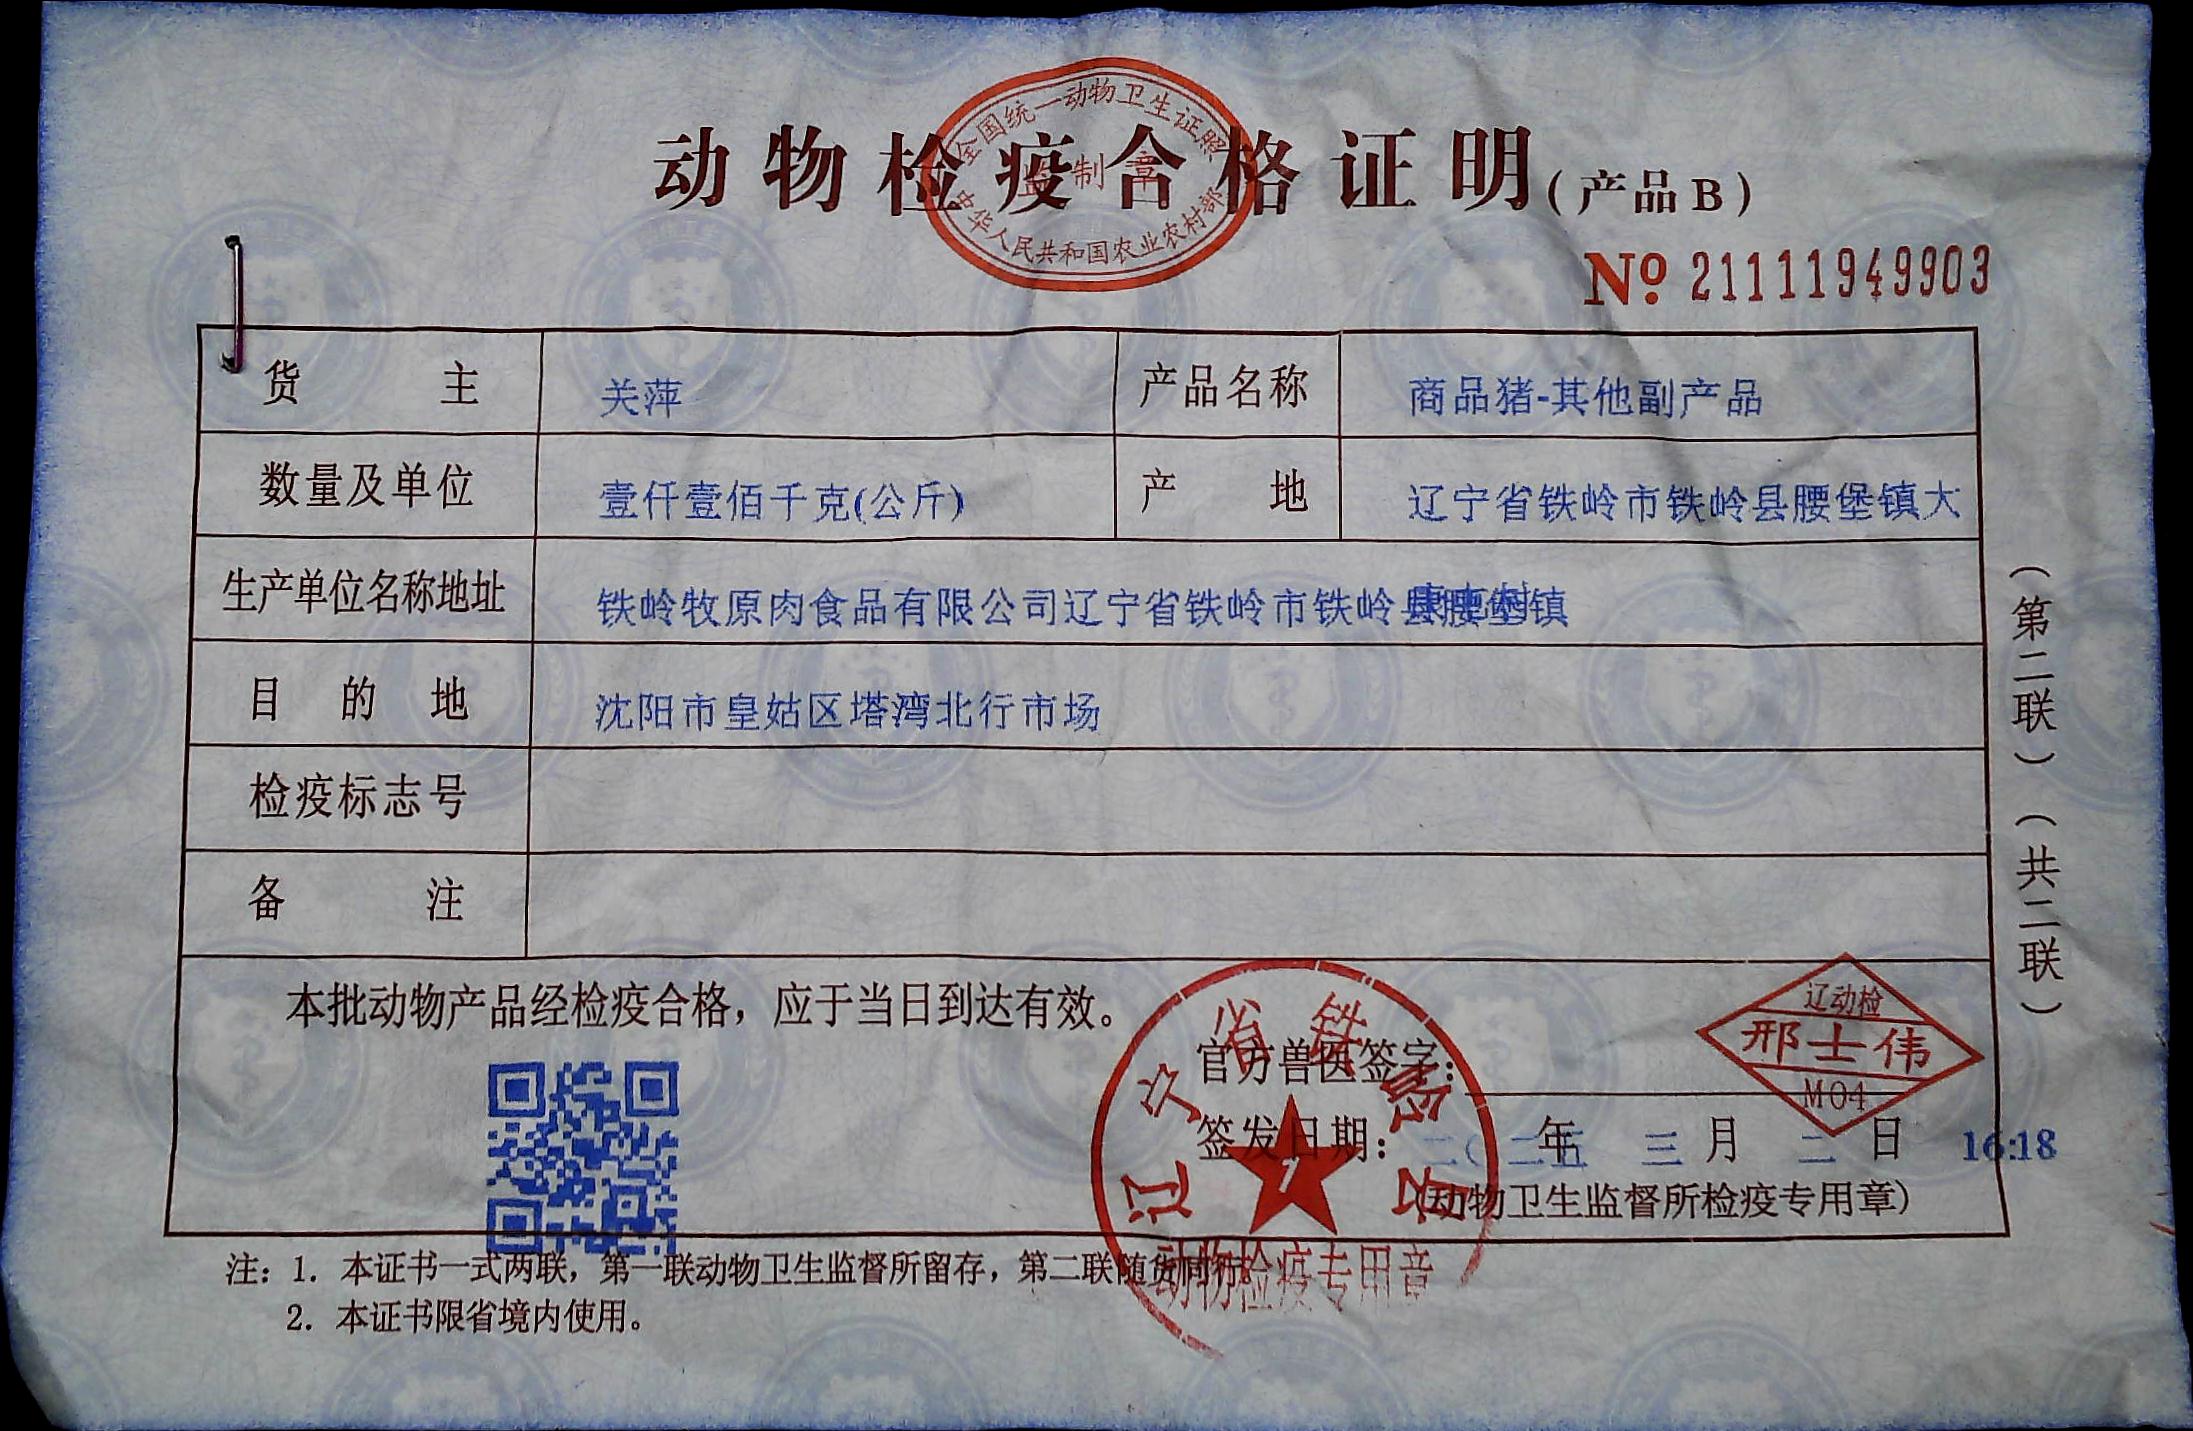 动物检疫合格证明(产品B)
全国统一动物卫生证照
监制章
中华人民共和国农业农村部
№ 21111949903
货主 关萍 产品名称 商品猪-其他副产品
数量及单位 壹仟壹佰千克(公斤) 产地 辽宁省铁岭市铁岭县腰堡镇大
生产单位名称地址 铁岭牧原肉食品有限公司辽宁省铁岭市铁岭县腰堡镇
目的地 沈阳市皇姑区塔湾北行市场
检疫标志号
备注
(第二联)(共二联)
本批动物产品经检疫合格，应于当日到达有效。
官方兽医签字：
辽动检
邢士伟
M04
签发日期：二〇二五年三月二日 16:18
(动物卫生监督所检疫专用章)
辽宁省铁岭县
1
动物检疫专用章
注：1. 本证书一式两联，第一联动物卫生监督所留存，第二联随货同行。
2. 本证书限省境内使用。